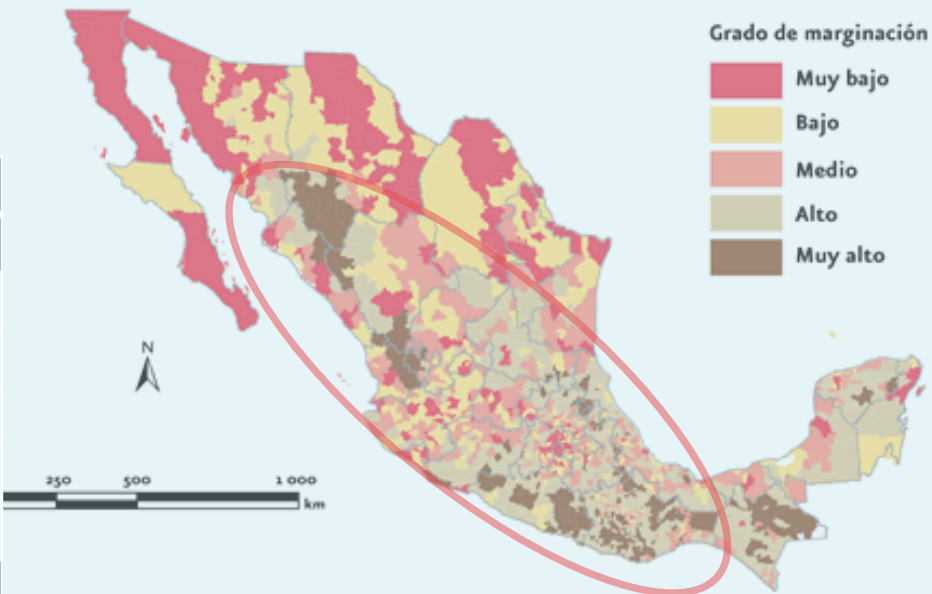 Grado de marginación
Muy bajo
Bajo
Medio
Alto
Muy alto
N
250 500 1 000
km